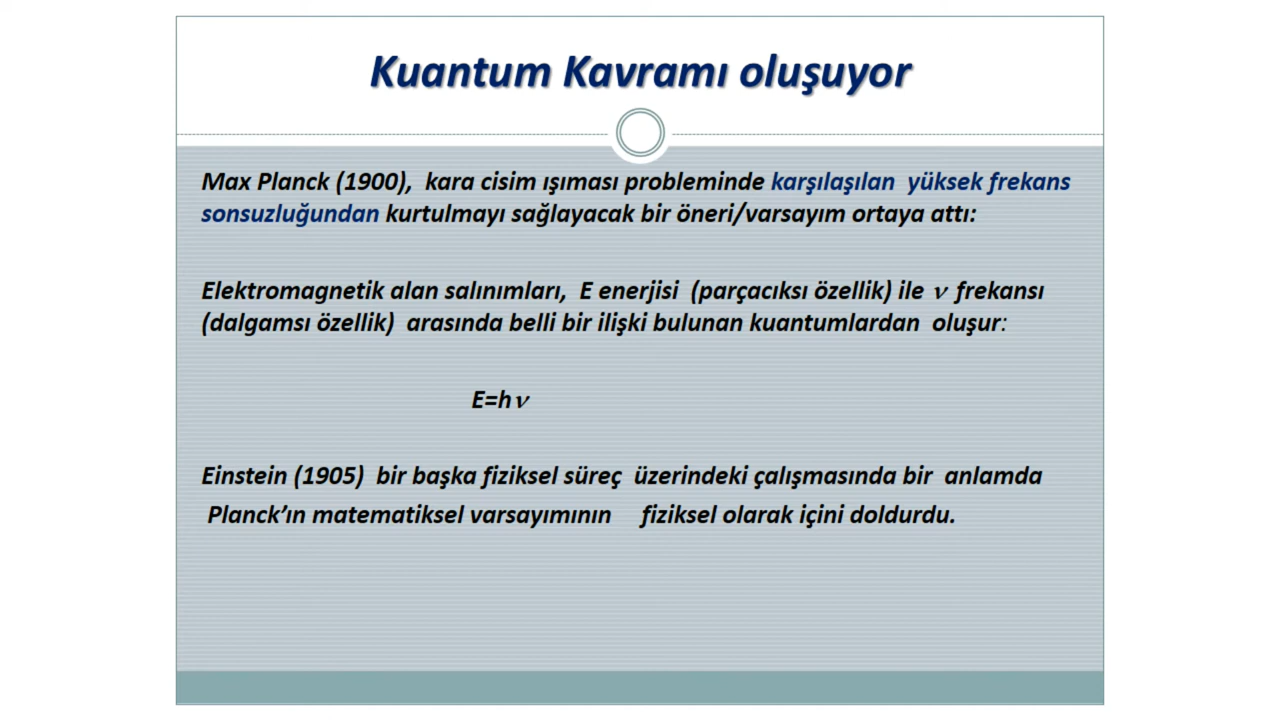 Kuantum Kavramı oluşuyor
Max Planck (1900), kara cisim ışıması probleminde karşılaşılan yüksek frekans
sonsuzluğundan kurtulmayı sağlayacak bir öneri/varsayım ortaya attı:
Elektromagnetik alan salınımları, E enerjisi (parçacıksı özellik) ile ν frekansı
(dalgamsı özellik) arasında belli bir ilişki bulunan kuantumlardan oluşur:
E=hν
Einstein (1905) bir başka fiziksel süreç üzerindeki çalışmasında bir anlamda
Planck’ın matematiksel varsayımının fiziksel olarak içini doldurdu.